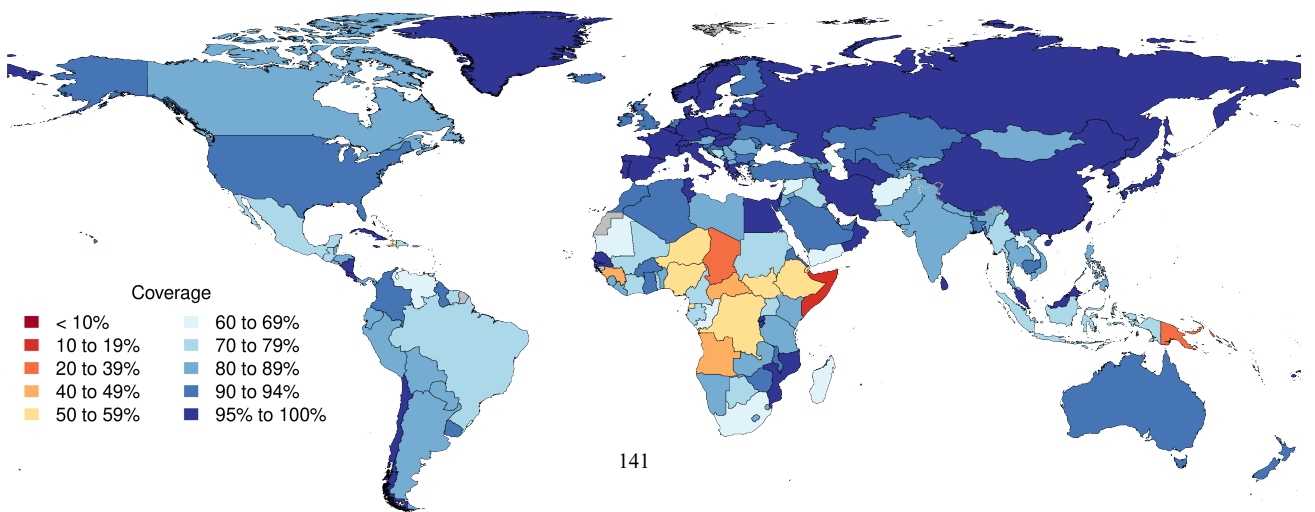 Coverage
< 10%
10 to 19%
20 to 39%
40 to 49%
50 to 59%
60 to 69%
70 to 79%
80 to 89%
90 to 94%
95% to 100%
141